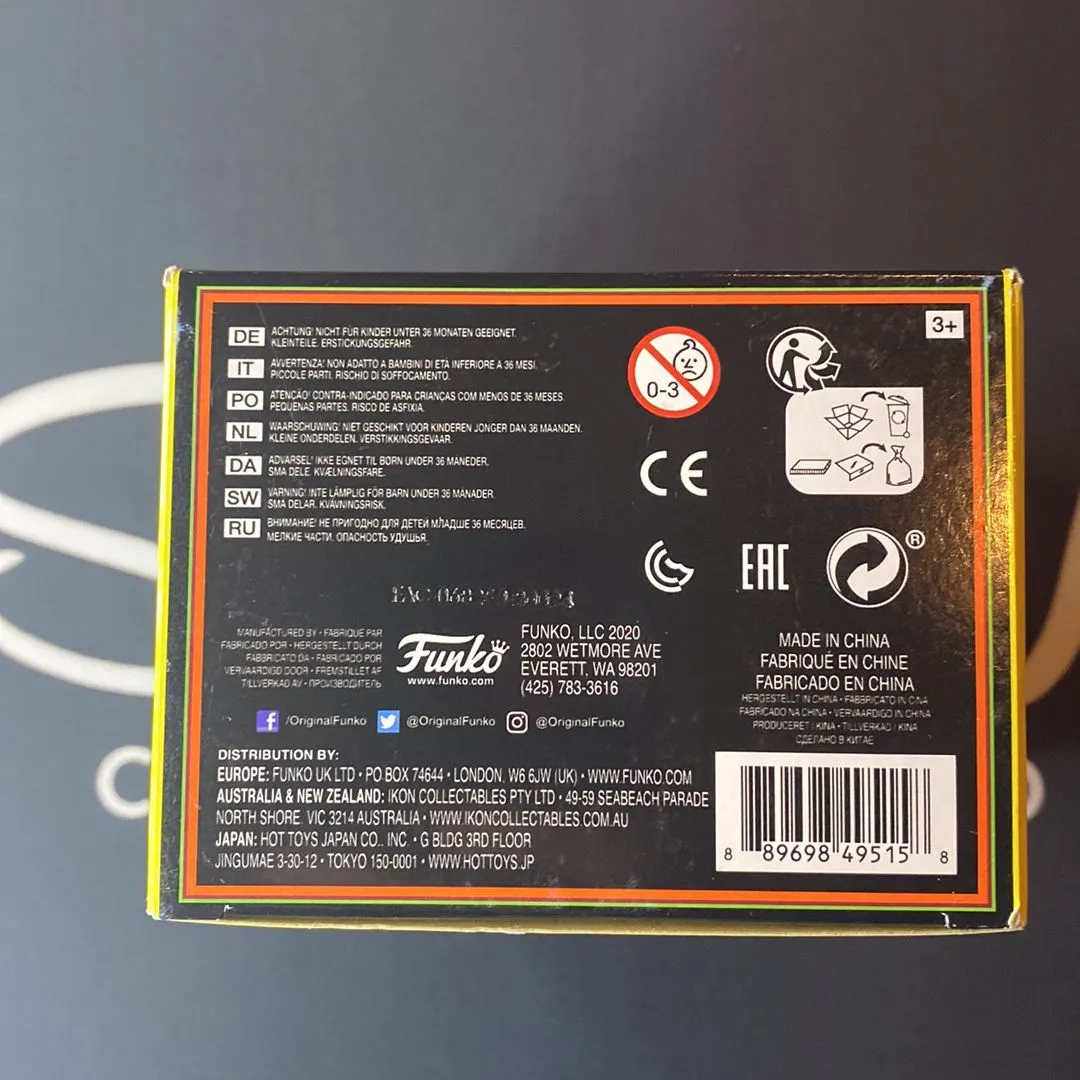 3+
DE ACHTUNG! NICHT FÜR KINDER UNTER 36 MONATEN GEEIGNET.
KLEINTEILE. ERSTICKUNGSGEFAHR.
IT AVVERTENZA! NON ADATTO A BAMBINI DI ETÀ INFERIORE A 36 MESI.
PICCOLE PARTI. RISCHIO DI SOFFOCAMENTO.
PO ATENCÃO! CONTRA-INDICADO PARA CRIANÇAS COM MENOS DE 36 MESES.
PEQUENAS PARTES. RISCO DE ASFIXIA.
NL WAARSCHUWING! NIET GESCHIKT VOOR KINDEREN JONGER DAN 36 MAANDEN.
KLEINE ONDERDELEN. VERSTIKKINGSGEVAAR.
DA ADVARSEL! IKKE EGNET TIL BØRN UNDER 36 MÅNEDER.
SMÅ DELE. KVÆLNINGSFARE.
SW VARNING! INTE LÄMPLIG FÖR BARN UNDER 36 MÅNADER.
SMÅ DELAR. KVÄVNINGSRISK.
RU ВНИМАНИЕ! НЕ ПРИГОДНО ДЛЯ ДЕТЕЙ МЛАДШЕ 36 МЕСЯЦЕВ.
МЕЛКИЕ ЧАСТИ. ОПАСНОСТЬ УДУШЬЯ.
0-3
CE
EAC
®
MANUFACTURED BY • FABRIQUÉ PAR
FABRICADO POR • HERGESTELLT DURCH
FABBRICATO DA • FABRICADO POR
VERVAARDIGD DOOR • FREMSTILLET AF
TILLVERKAD AV • ПРОИЗВОДИТЕЛЬ
Funko
www.funko.com
FUNKO, LLC 2020
2802 WETMORE AVE
EVERETT, WA 98201
(425) 783-3616
MADE IN CHINA
FABRIQUÉ EN CHINE
FABRICADO EN CHINA
HERGESTELLT IN CHINA • FABBRICATO IN CINA
FABRICADO NA CHINA • VERVAARDIGD IN CHINA
PRODUCERET I KINA • TILLVERKAD I KINA
СДЕЛАНО В КИТАЕ
/OriginalFunko @OriginalFunko @OriginalFunko
DISTRIBUTION BY:
EUROPE: FUNKO UK LTD • PO BOX 74644 • LONDON, W6 6JW (UK) • WWW.FUNKO.COM
AUSTRALIA & NEW ZEALAND: IKON COLLECTABLES PTY LTD • 49-59 SEABEACH PARADE
NORTH SHORE, VIC 3214 AUSTRALIA • WWW.IKONCOLLECTABLES.COM.AU
JAPAN: HOT TOYS JAPAN CO., INC. • G BLDG 3RD FLOOR
JINGUMAE 3-30-12 • TOKYO 150-0001 • WWW.HOTTOYS.JP
8 89698 49515 8